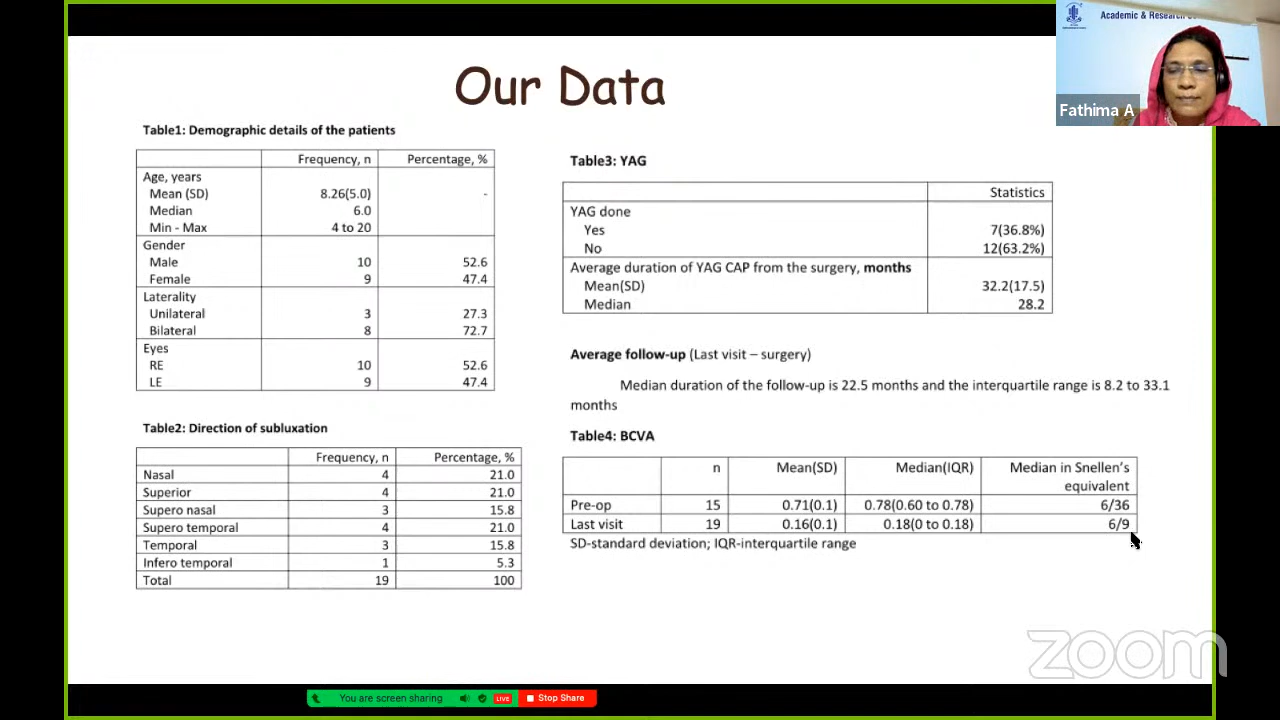 Academic & Research
Fathima A
Our Data
Table1: Demographic details of the patients
Frequency, n Percentage, %
Age, years
Mean (SD) 8.26(5.0) -
Median 6.0
Min - Max 4 to 20
Gender
Male 10 52.6
Female 9 47.4
Laterality
Unilateral 3 27.3
Bilateral 8 72.7
Eyes
RE 10 52.6
LE 9 47.4
Table2: Direction of subluxation
Frequency, n Percentage, %
Nasal 4 21.0
Superior 4 21.0
Supero nasal 3 15.8
Supero temporal 4 21.0
Temporal 3 15.8
Infero temporal 1 5.3
Total 19 100
Table3: YAG
Statistics
YAG done
Yes 7(36.8%)
No 12(63.2%)
Average duration of YAG CAP from the surgery, months
Mean(SD) 32.2(17.5)
Median 28.2
Average follow-up (Last visit – surgery)
Median duration of the follow-up is 22.5 months and the interquartile range is 8.2 to 33.1
months
Table4: BCVA
n Mean(SD) Median(IQR) Median in Snellen's
equivalent
Pre-op 15 0.71(0.1) 0.78(0.60 to 0.78) 6/36
Last visit 19 0.16(0.1) 0.18(0 to 0.18) 6/9
SD-standard deviation; IQR-interquartile range
zoom
You are screen sharing LIVE Stop Share